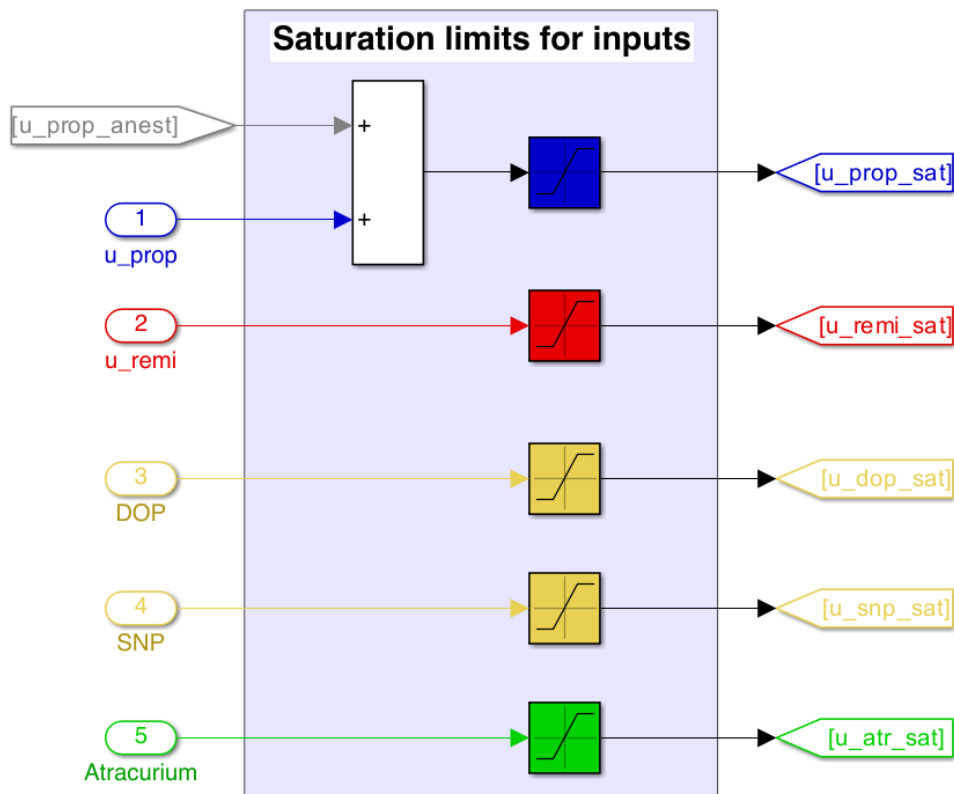 Saturation limits for inputs
[u_prop_anest]
+
[u_prop_sat]
1
+
u_prop
2
[u_remi_sat]
u_remi
3
[u_dop_sat]
DOP
4
[u_snp_sat]
SNP
5
[u_atr_sat]
Atracurium